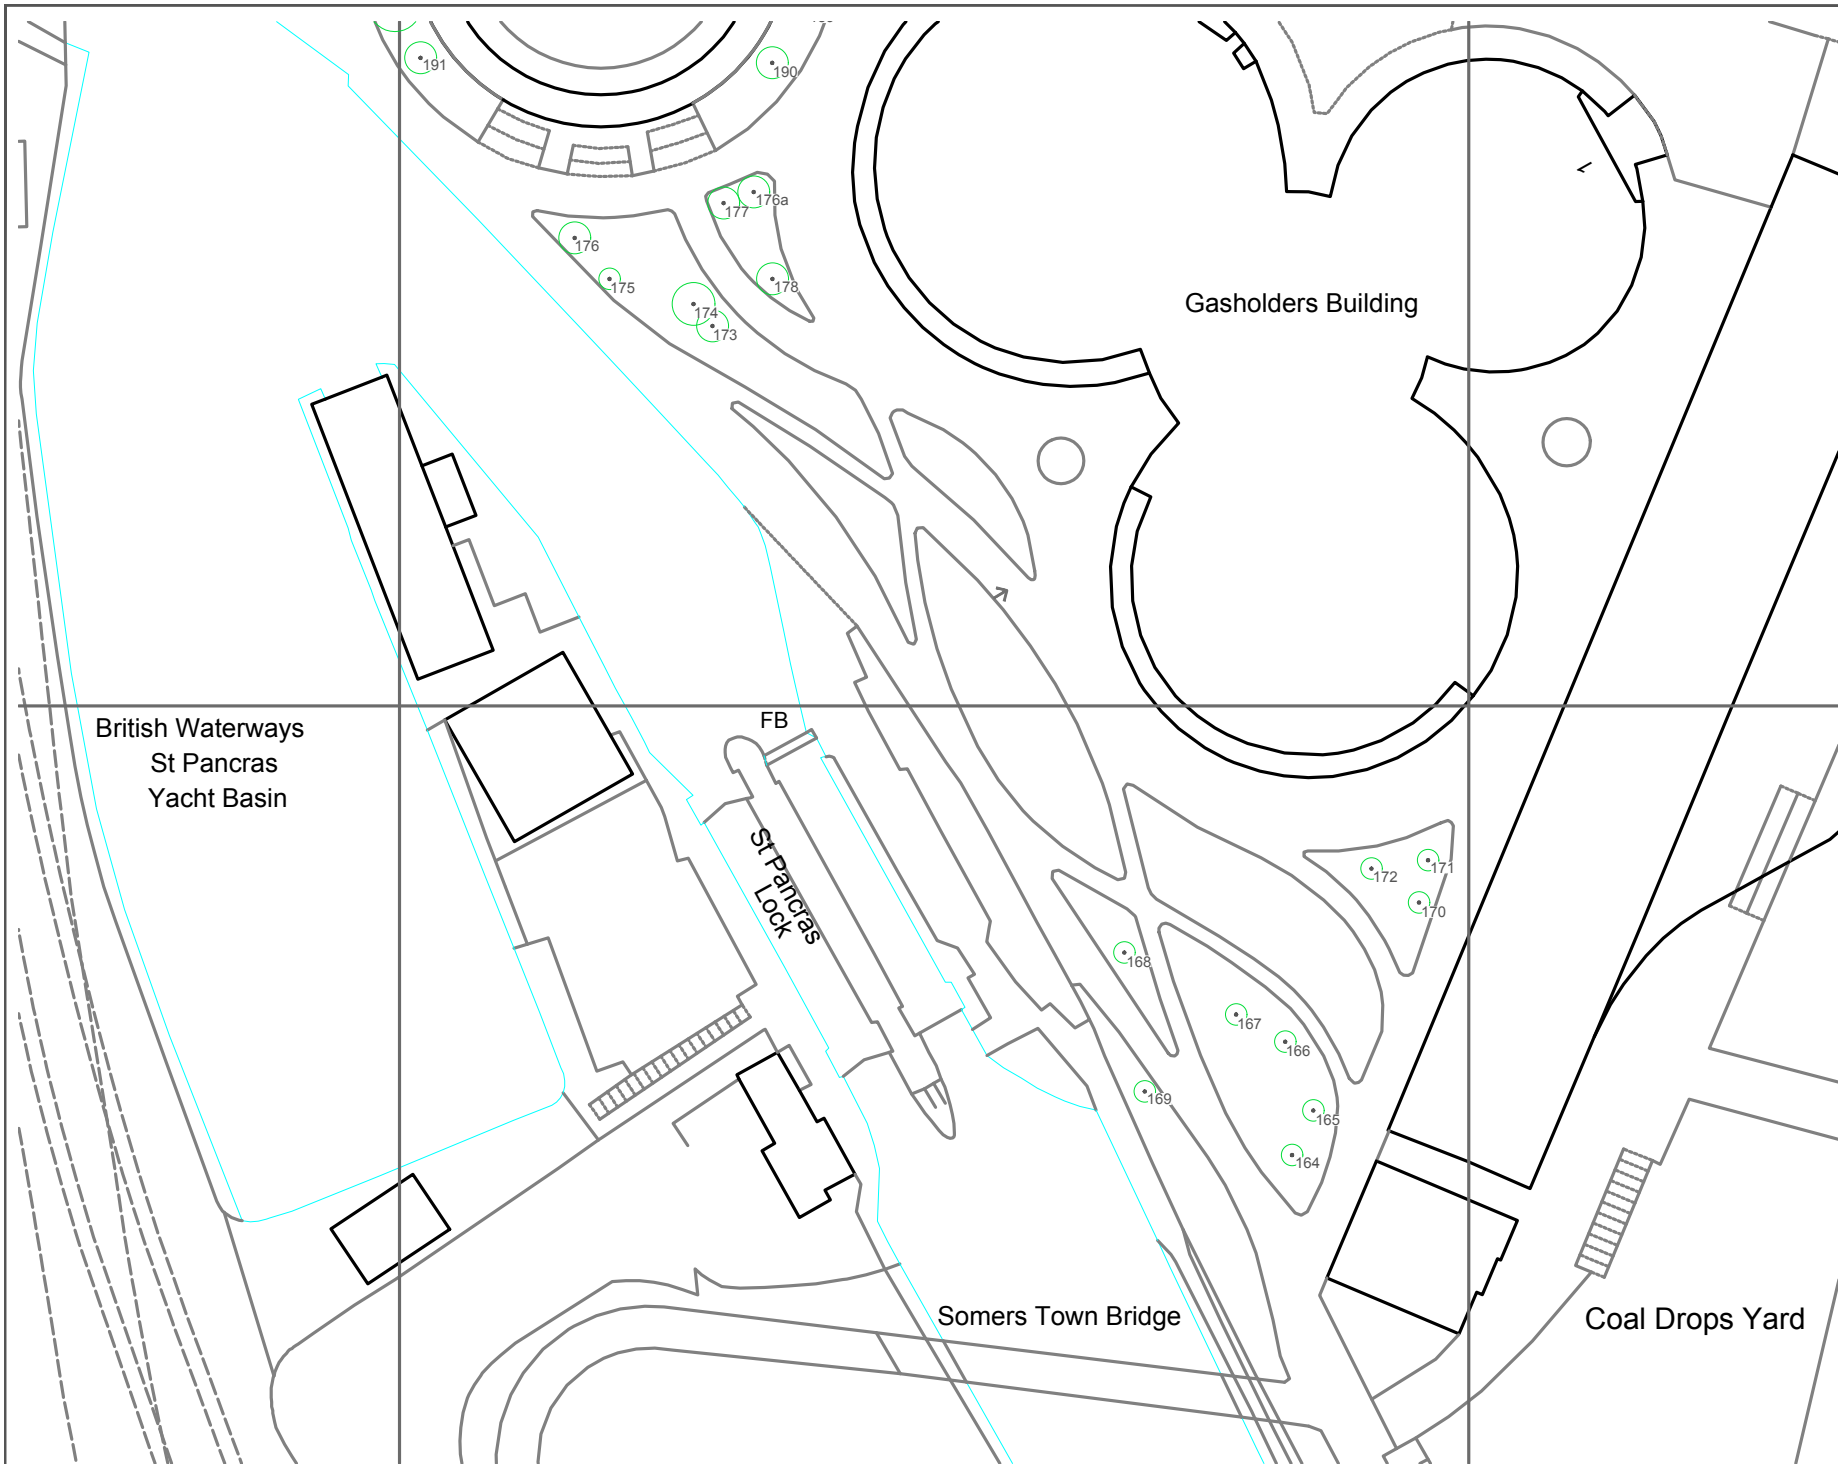 191
190
177
176a
176
175
178
174
173
Gasholders Building
British Waterways
St Pancras
Yacht Basin
FB
St Pancras
Lock
172
171
170
168
167
166
169
165
164
Somers Town Bridge
Coal Drops Yard